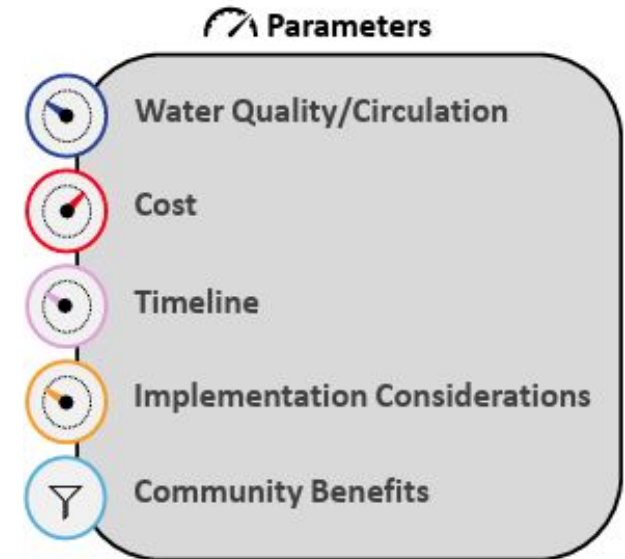 Parameters
Water Quality/Circulation
Cost
Timeline
Implementation Considerations
Community Benefits